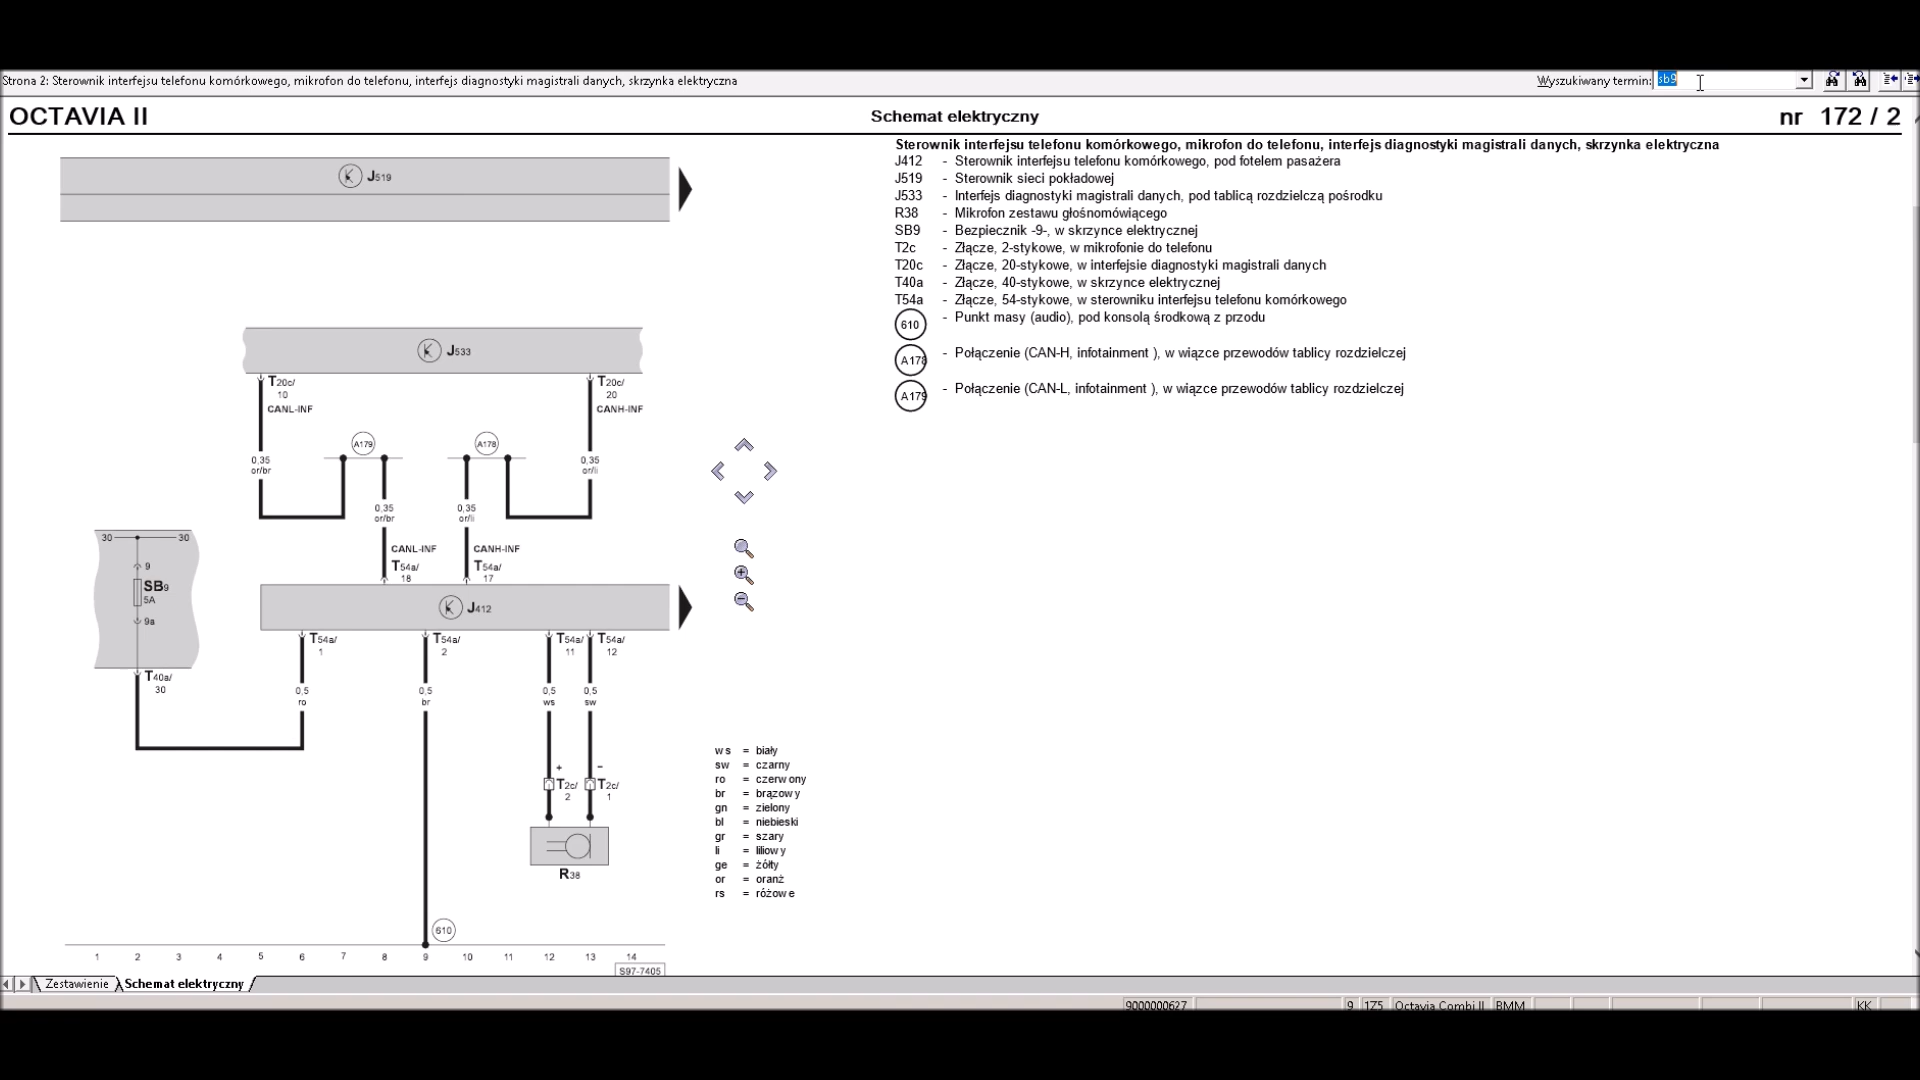 Strona 2: Sterownik interfejsu telefonu komórkowego, mikrofon do telefonu, interfejs diagnostyki magistrali danych, skrzynka elektryczna
Wyszukiwany termin: sb9
OCTAVIA II
Schemat elektryczny
nr 172 / 2
Sterownik interfejsu telefonu komórkowego, mikrofon do telefonu, interfejs diagnostyki magistrali danych, skrzynka elektryczna
J412 - Sterownik interfejsu telefonu komórkowego, pod fotelem pasażera
J519 - Sterownik sieci pokładowej
J533 - Interfejs diagnostyki magistrali danych, pod tablicą rozdzielczą pośrodku
R38 - Mikrofon zestawu głośnomówiącego
SB9 - Bezpiecznik -9-, w skrzynce elektrycznej
T2c - Złącze, 2-stykowe, w mikrofonie do telefonu
T20c - Złącze, 20-stykowe, w interfejsie diagnostyki magistrali danych
T40a - Złącze, 40-stykowe, w skrzynce elektrycznej
T54a - Złącze, 54-stykowe, w sterowniku interfejsu telefonu komórkowego
610 - Punkt masy (audio), pod konsolą środkową z przodu
A178 - Połączenie (CAN-H, infotainment ), w wiązce przewodów tablicy rozdzielczej
A179 - Połączenie (CAN-L, infotainment ), w wiązce przewodów tablicy rozdzielczej
J519
J533
T20c/ T20c/
10 20
CANL-INF CANH-INF
A179 A178
0,35 0,35
or/br or/li
0,35 0,35
or/br or/li
30 30
CANL-INF CANH-INF
9 T54a/ T54a/
18 17
SB9
5A
J412
9a
T54a/ T54a/ T54a/ T54a/
1 2 11 12
T40a/
30
0,5 0,5 0,5 0,5
ro br ws sw
+ -
T2c/ T2c/
2 1
R38
610
1 2 3 4 5 6 7 8 9 10 11 12 13 14
S97-7405
ws = biały
sw = czarny
ro = czerwony
br = brązowy
gn = zielony
bl = niebieski
gr = szary
li = liliowy
ge = żółty
or = oranż
rs = różowe
Zestawienie Schemat elektryczny
9000000627 9 1Z5 Octavia Combi II BMM KK